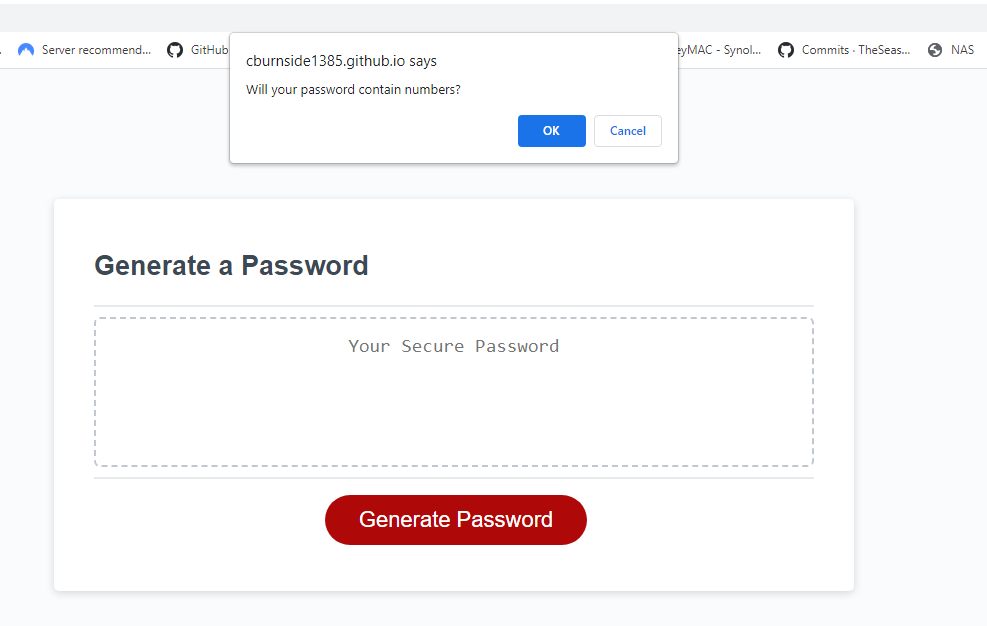 Server recommend... GitHub eyMAC - Synol... Commits · TheSeas... NAS
cburnside1385.github.io says
Will your password contain numbers?
OK Cancel
Generate a Password
Your Secure Password
Generate Password